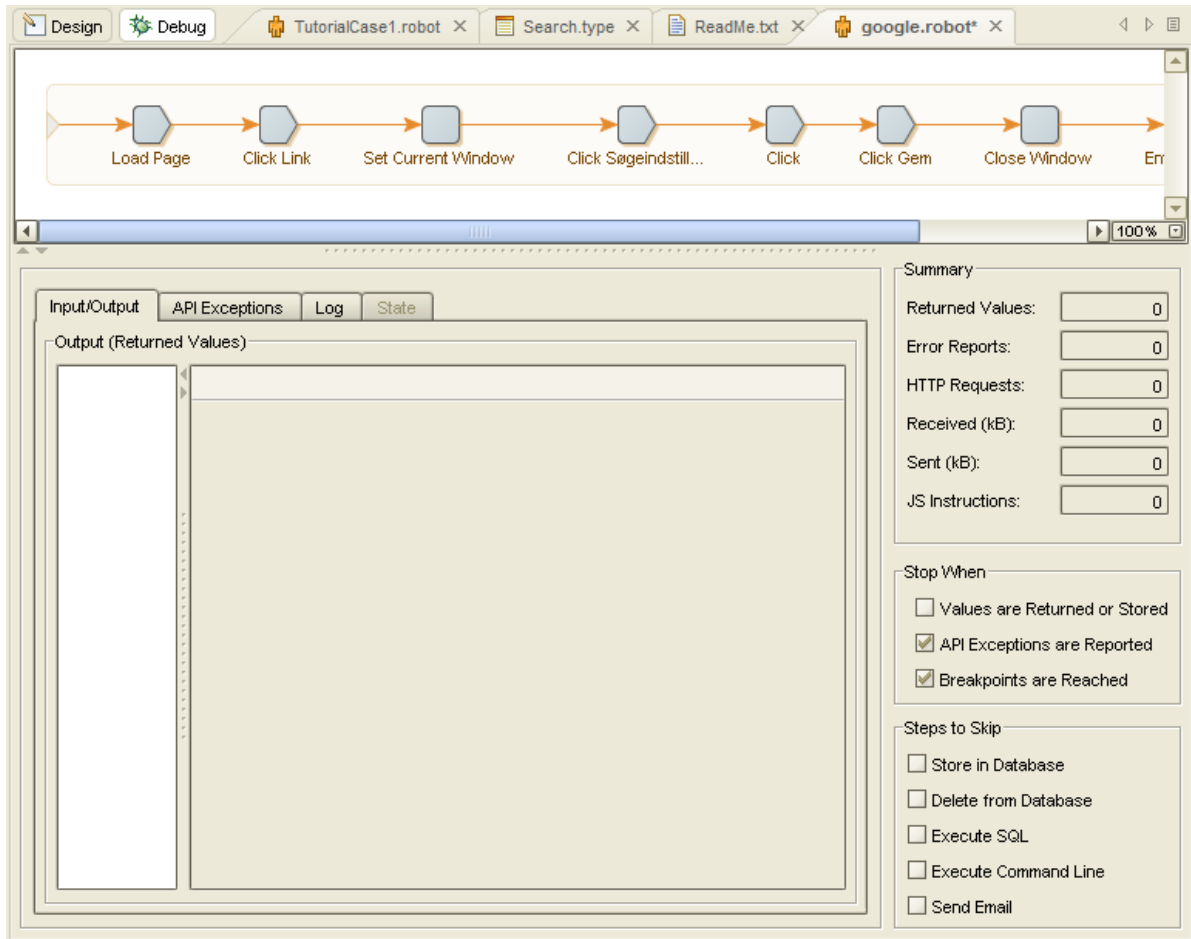 Design Debug TutorialCase1.robot Search.type ReadMe.txt google.robot*
Load Page Click Link Set Current Window Click Søgeindstill... Click Click Gem Close Window
100%
Input/Output API Exceptions Log State
Output (Returned Values)
Summary
Returned Values: 0
Error Reports: 0
HTTP Requests: 0
Received (kB): 0
Sent (kB): 0
JS Instructions: 0
Stop When
Values are Returned or Stored
API Exceptions are Reported
Breakpoints are Reached
Steps to Skip
Store in Database
Delete from Database
Execute SQL
Execute Command Line
Send Email